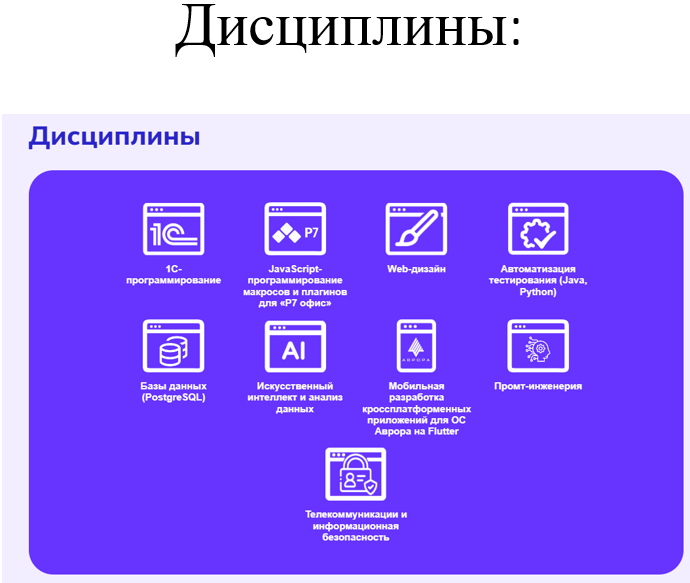 Дисциплины:
Дисциплины
1С
P7
1С-
программирование
JavaScript-
программирование
макросов и плагинов
для «Р7 офис»
Web-дизайн
Автоматизация
тестирования (Java,
Python)
AI
АВРОРА
Базы данных
(PostgreSQL)
Искусственный
интеллект и анализ
данных
Мобильная
разработка
кроссплатформенных
приложений для ОС
Аврора на Flutter
Промт-инженерия
Телекоммуникации и
информационная
безопасность